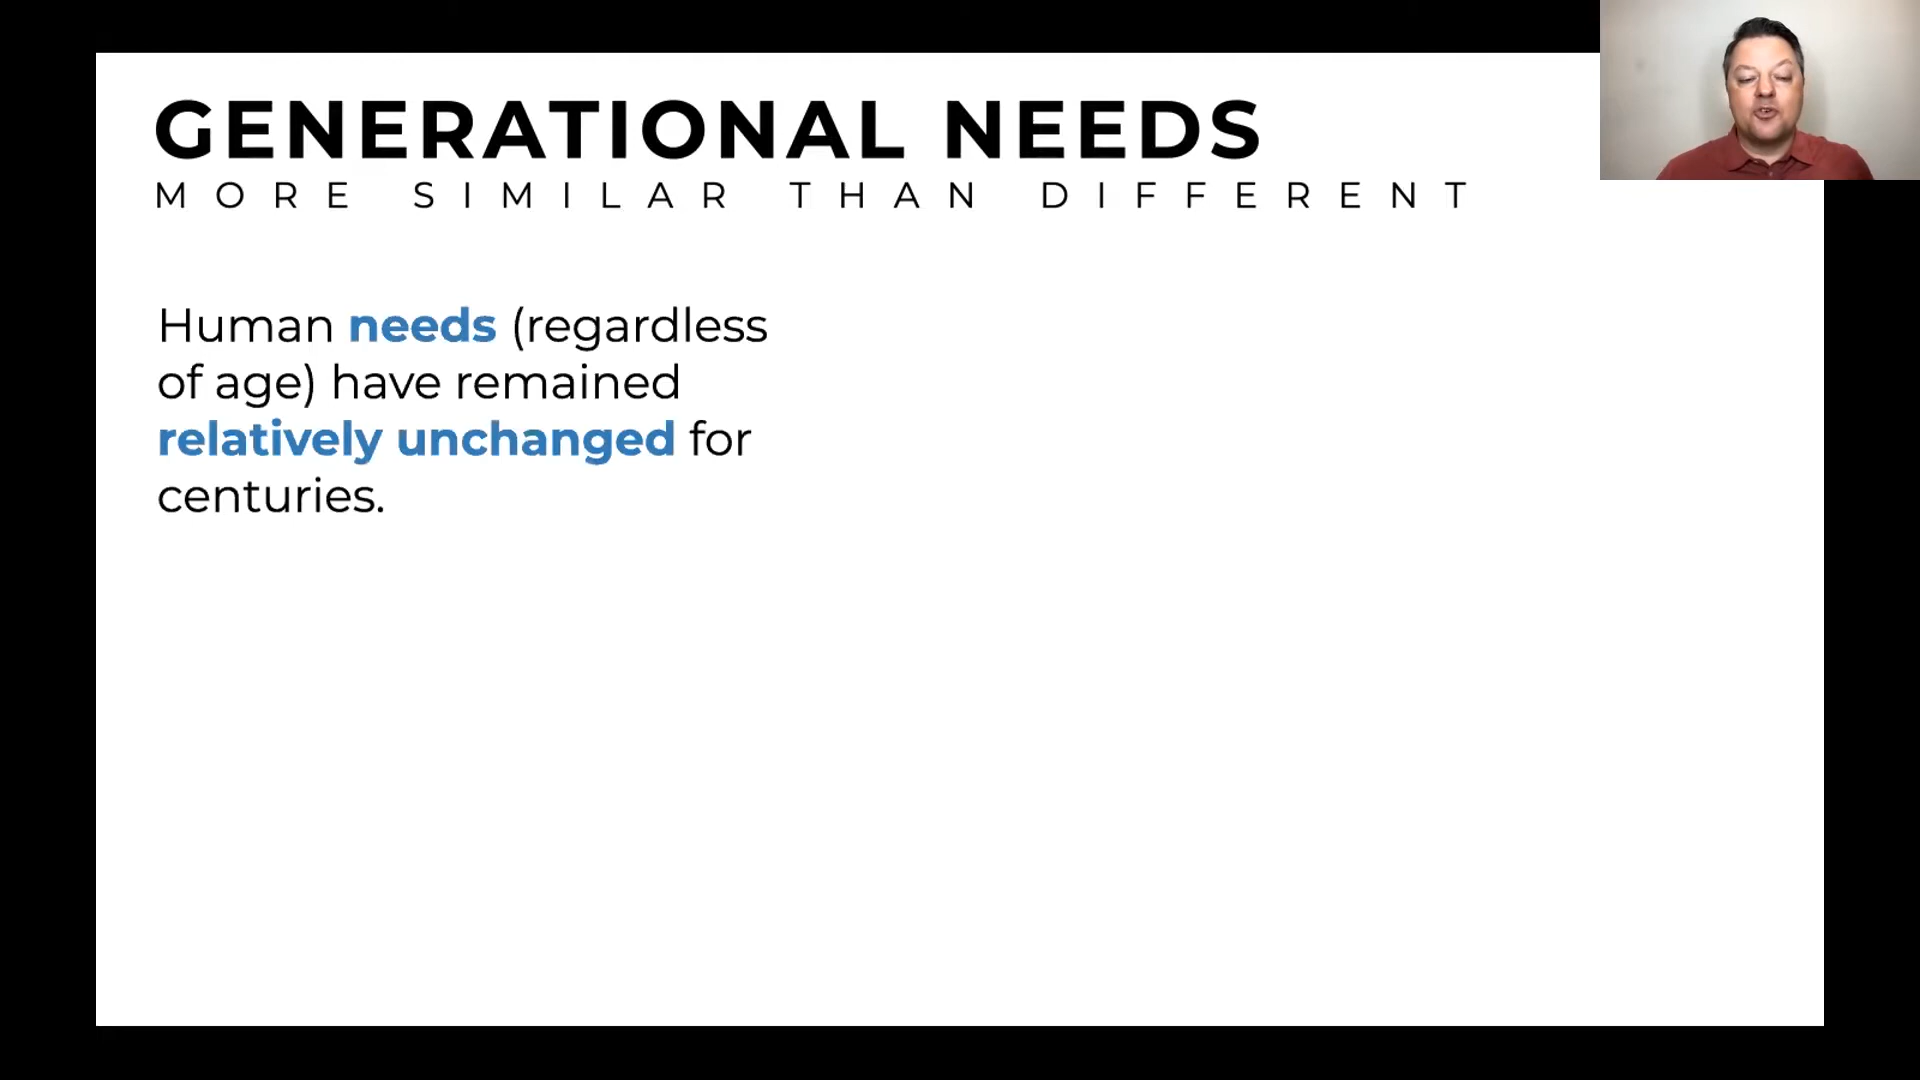 GENERATIONAL NEEDS
MORE SIMILAR THAN DIFFERENT
Human needs (regardless
of age) have remained
relatively unchanged for
centuries.